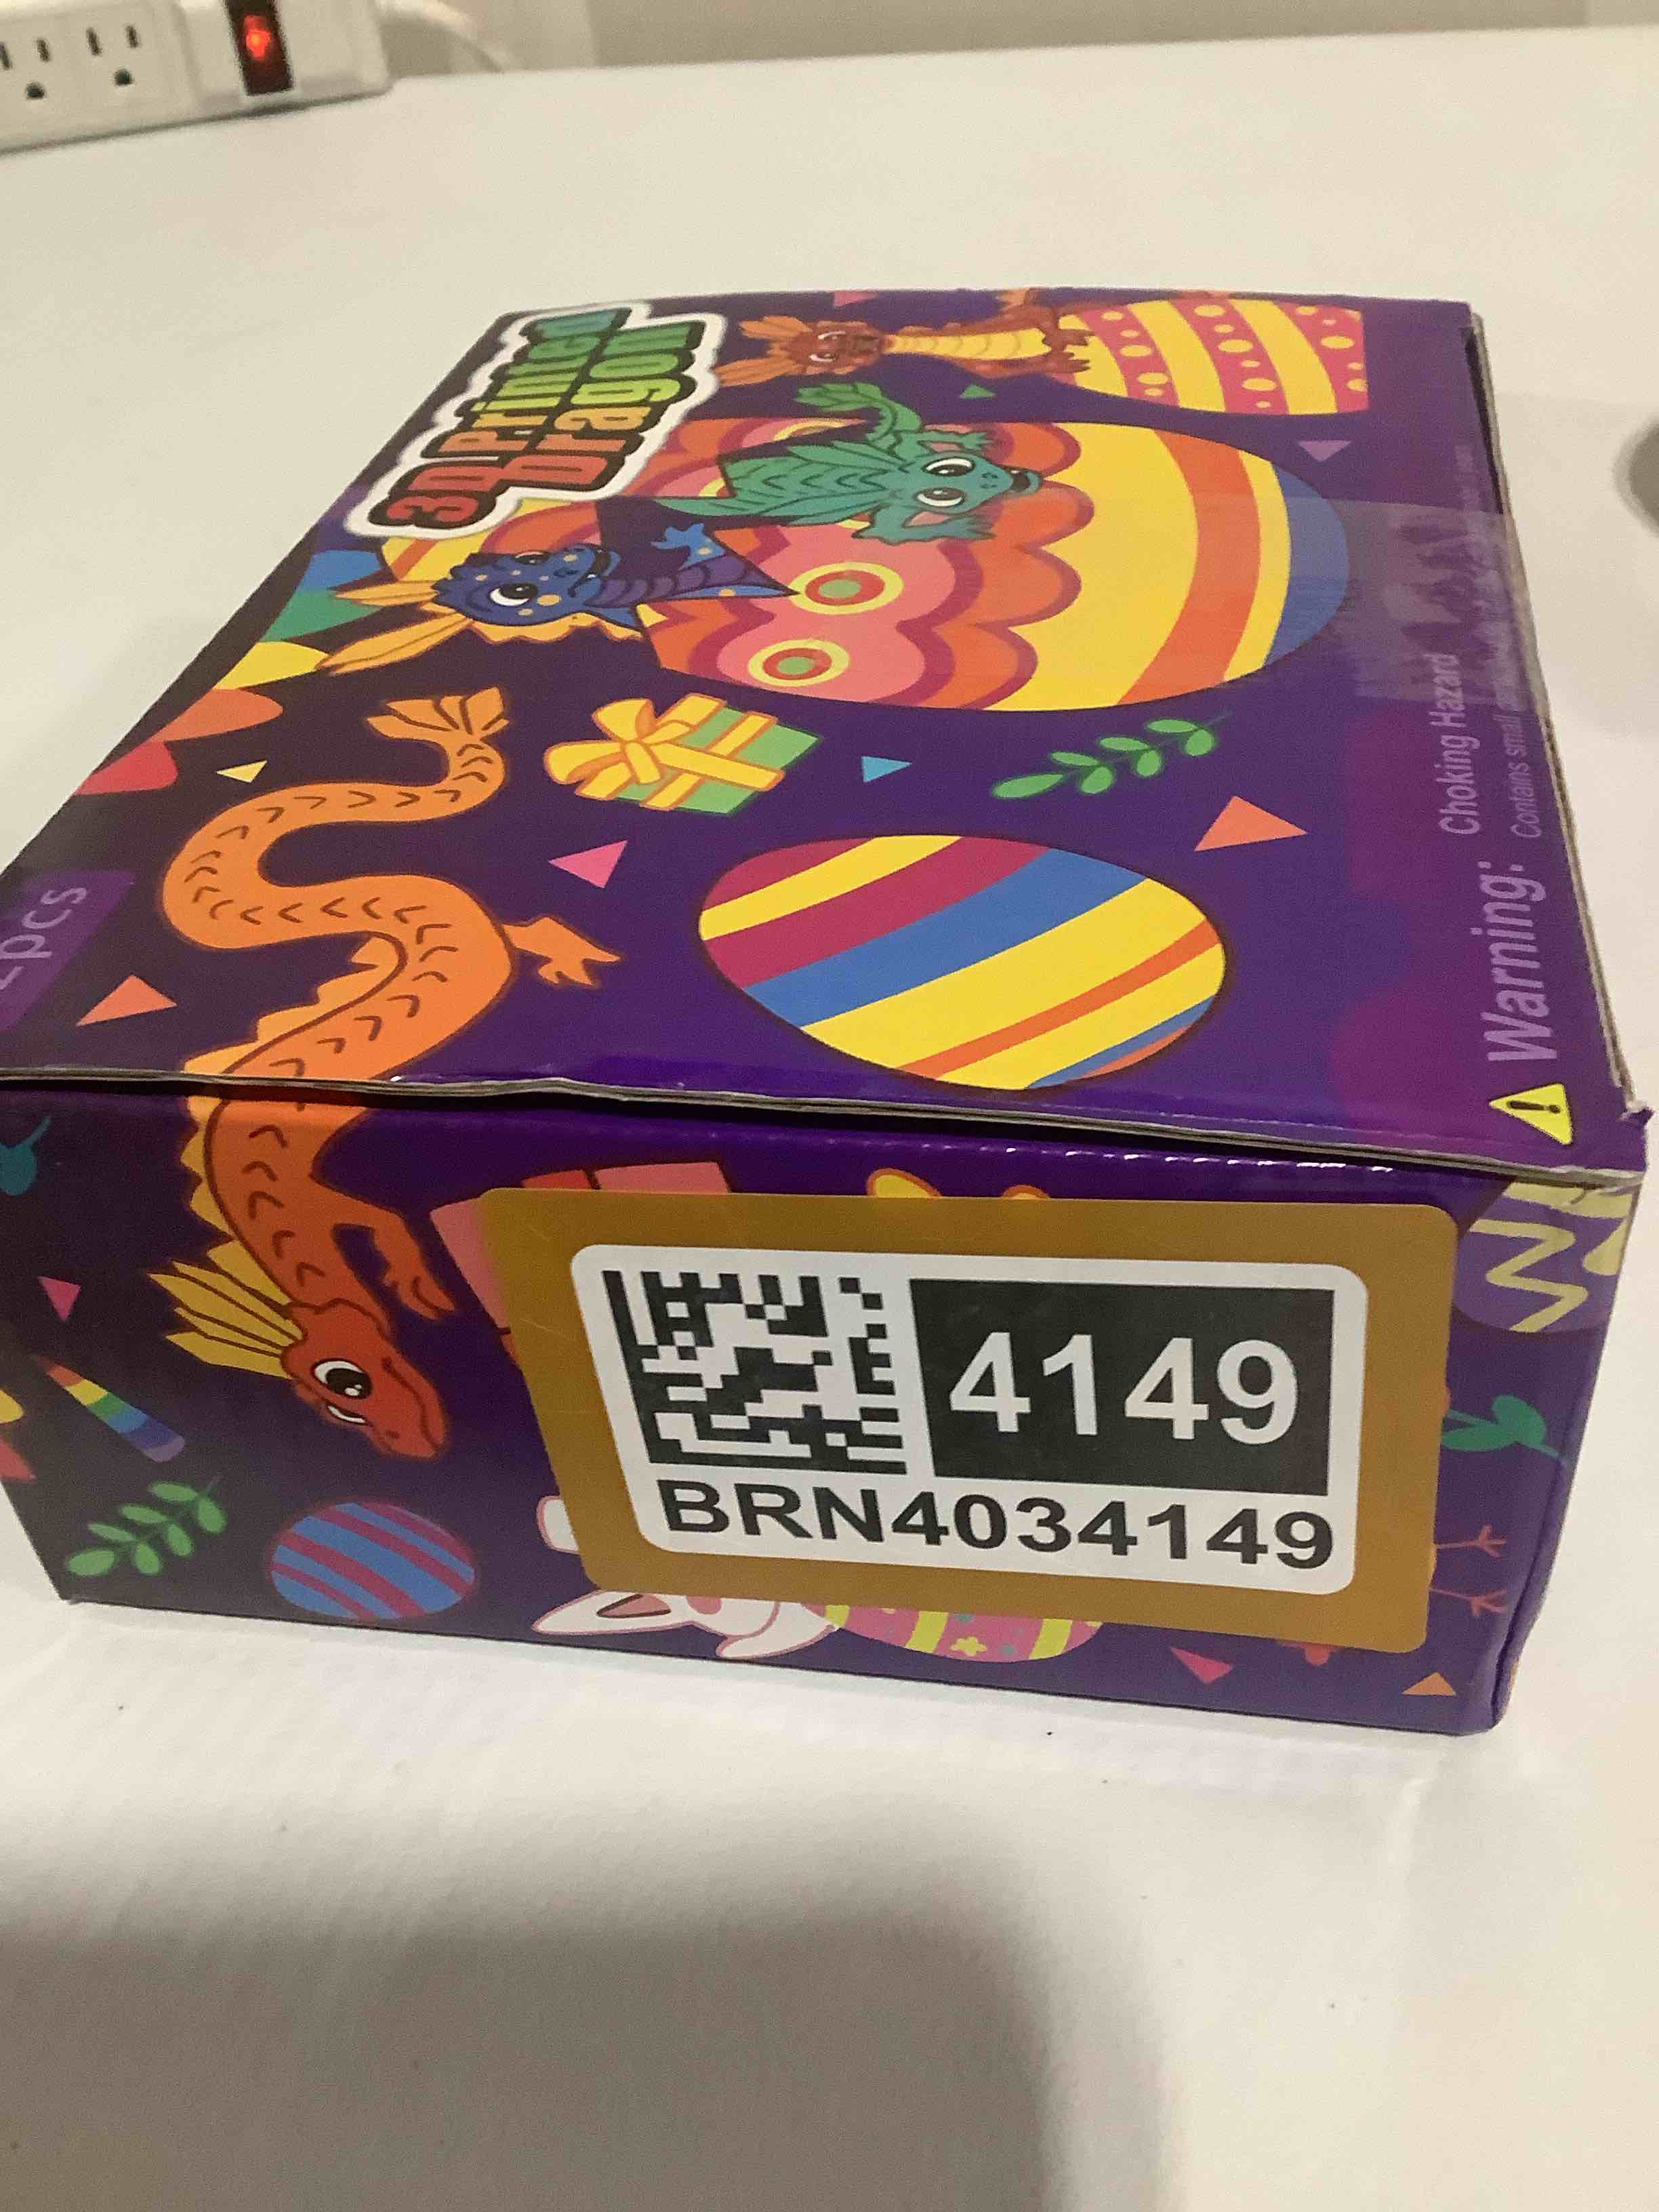 3D Printed
Dragon
pcs
Warning:
Choking Hazard
Contains small
4149
BRN4034149